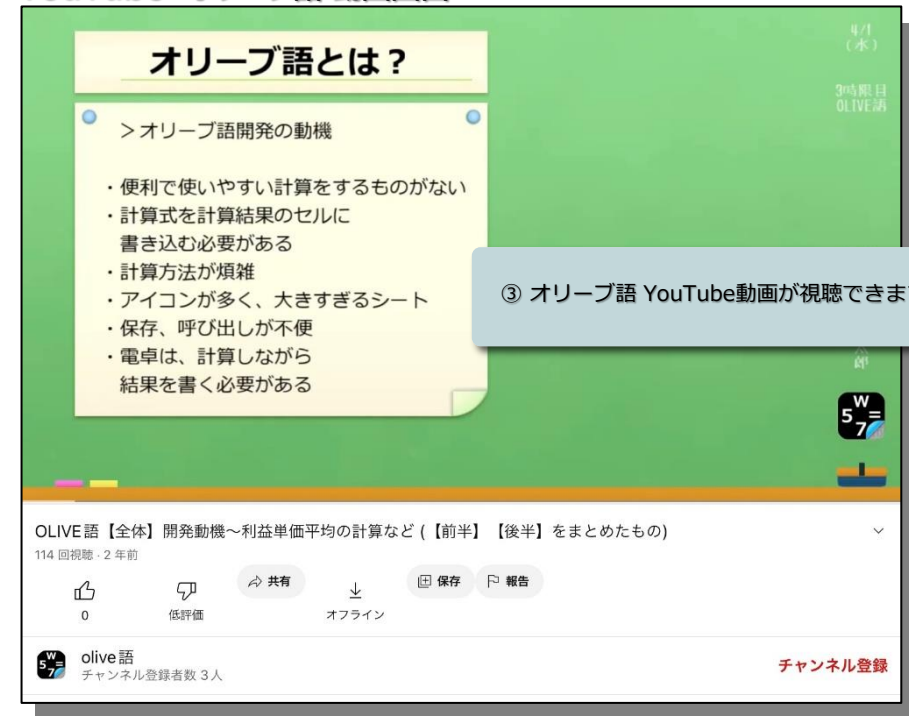 オリーブ語とは？
4/1
(水)
3時限目
OLIVE語
＞オリーブ語開発の動機
・便利で使いやすい計算をするものがない
・計算式を計算結果のセルに
書き込む必要がある
・計算方法が煩雑
・アイコンが多く、大きすぎるシート
・保存、呼び出しが不便
・電卓は、計算しながら
結果を書く必要がある
③ オリーブ語 YouTube動画が視聴できま
郎
W
5 =
7
OLIVE語【全体】開発動機～利益単価平均の計算など (【前半】【後半】をまとめたもの)
114 回視聴・2 年前
0
低評価
共有
オフライン
保存
報告
W
5 =
7
olive語
チャンネル登録者数 3人
チャンネル登録